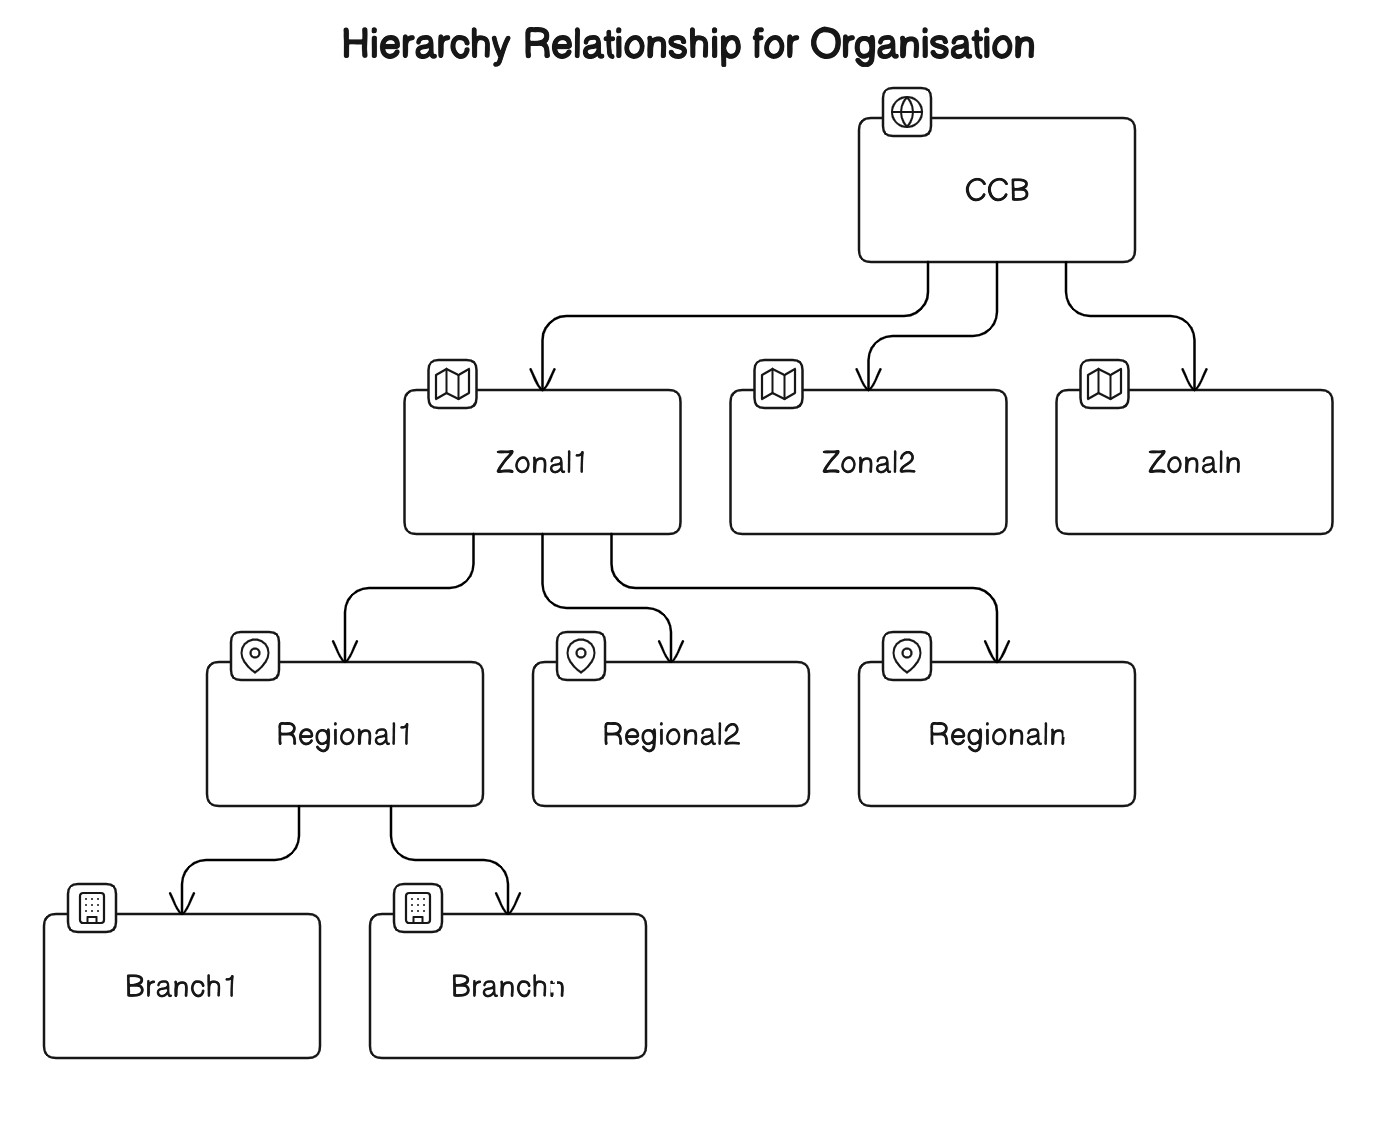 Hierarchy Relationship for Organisation
CCB
Zonal1
Zonal2
Zonaln
Regional1
Regional2
Regionaln
Branch1
Branchn